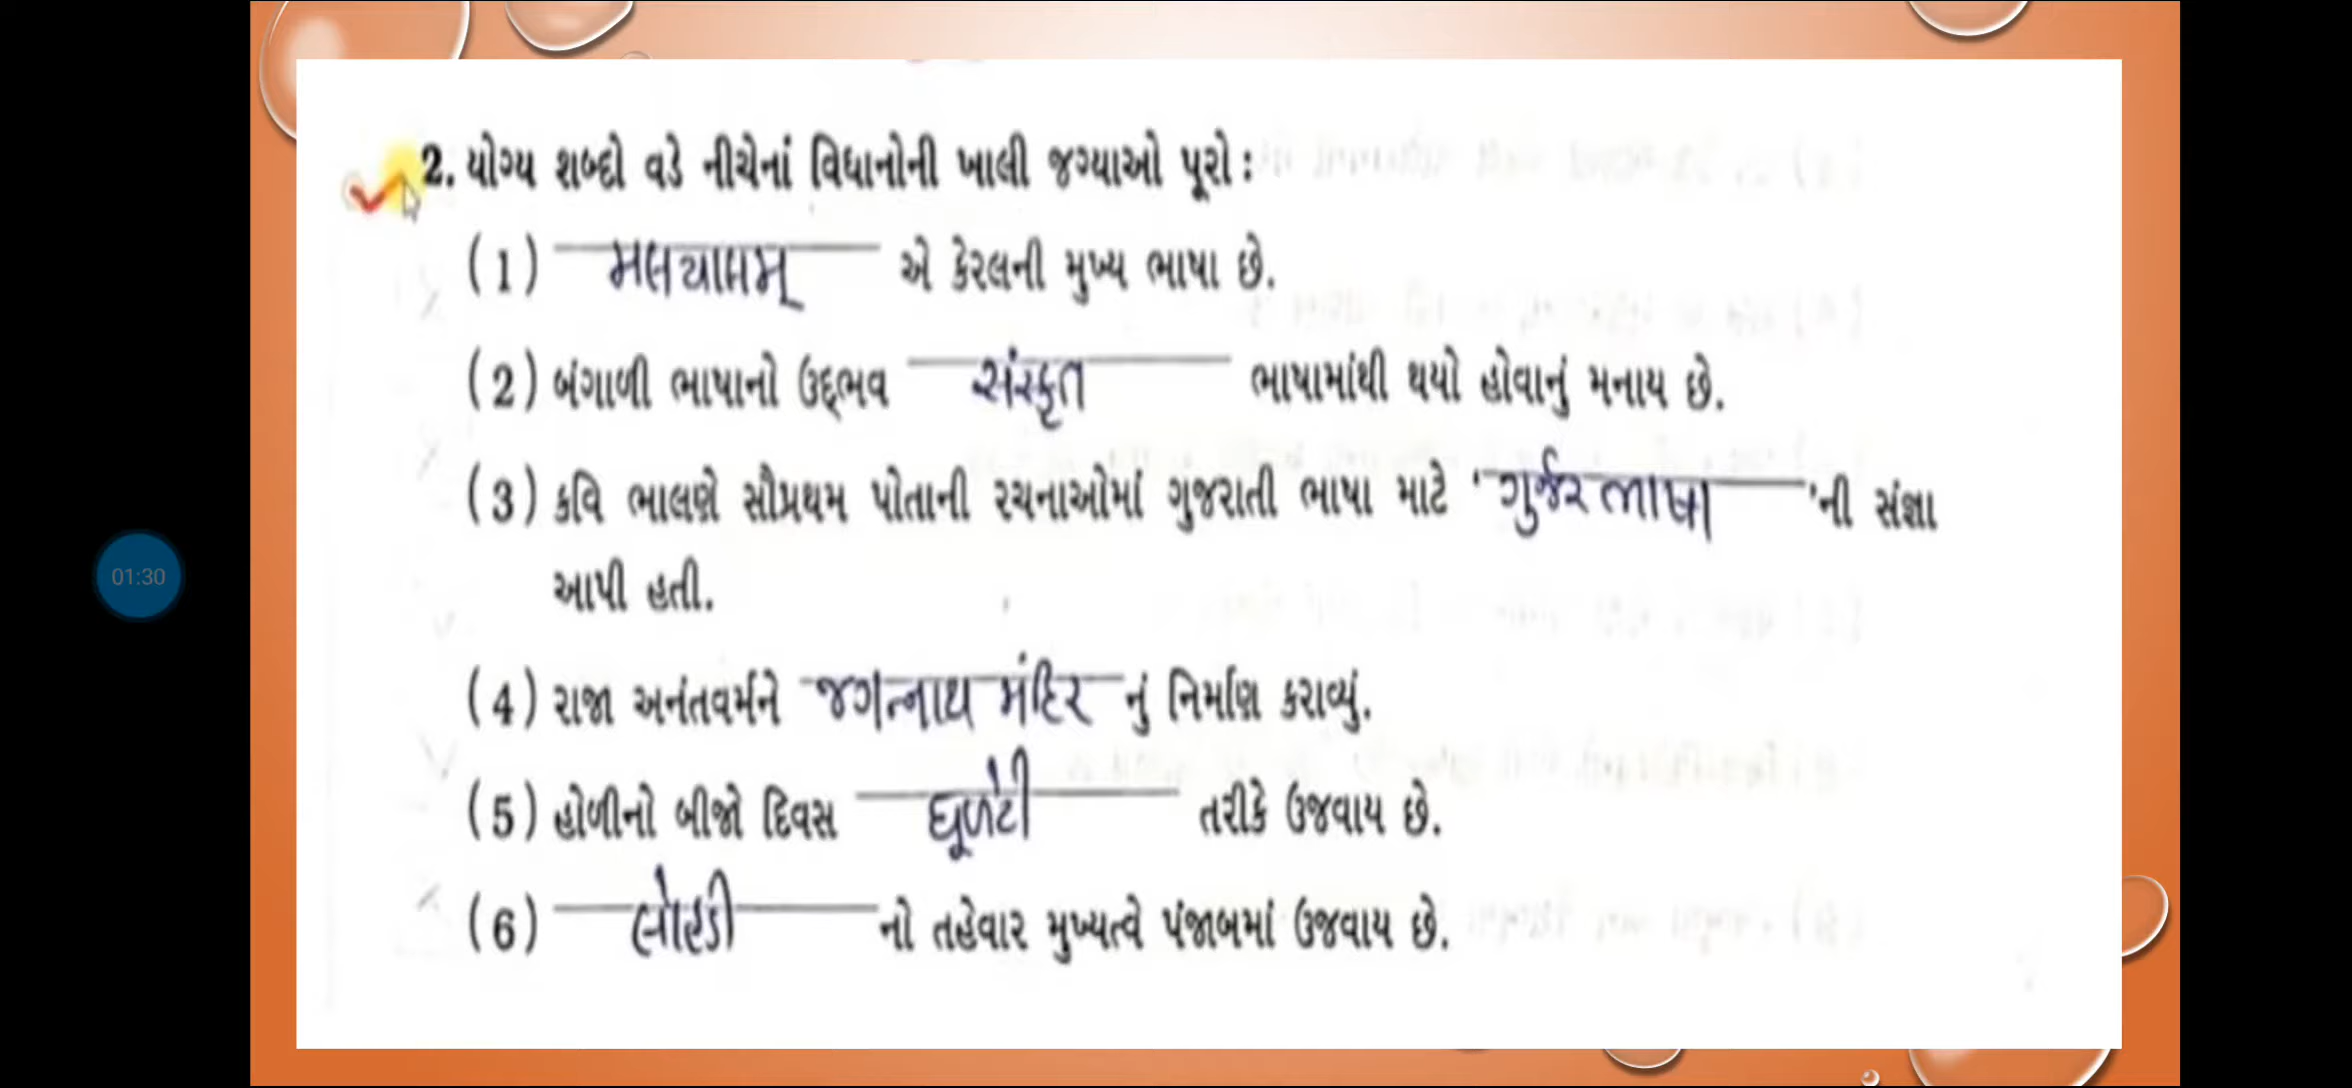 2. યોગ્ય શબ્દો વડે નીચેનાં વિધાનોની ખાલી જગ્યાઓ પૂરો :
(1) મલયાલમ્ એ કેરલની મુખ્ય ભાષા છે.
(2) બંગાળી ભાષાનો ઉદ્ભવ સંસ્કૃત ભાષામાંથી થયો હોવાનું મનાય છે.
(3) કવિ ભાલણે સૌપ્રથમ પોતાની રચનાઓમાં ગુજરાતી ભાષા માટે 'ગુર્જર ભાષા'ની સંજ્ઞા
આપી હતી.
(4) રાજા અનંતવર્મને જગન્નાથ મંદિર નું નિર્માણ કરાવ્યું.
(5) હોળીનો બીજો દિવસ ધૂળેટી તરીકે ઉજવાય છે.
(6) લોહડી નો તહેવાર મુખ્યત્વે પંજાબમાં ઉજવાય છે.
01:30